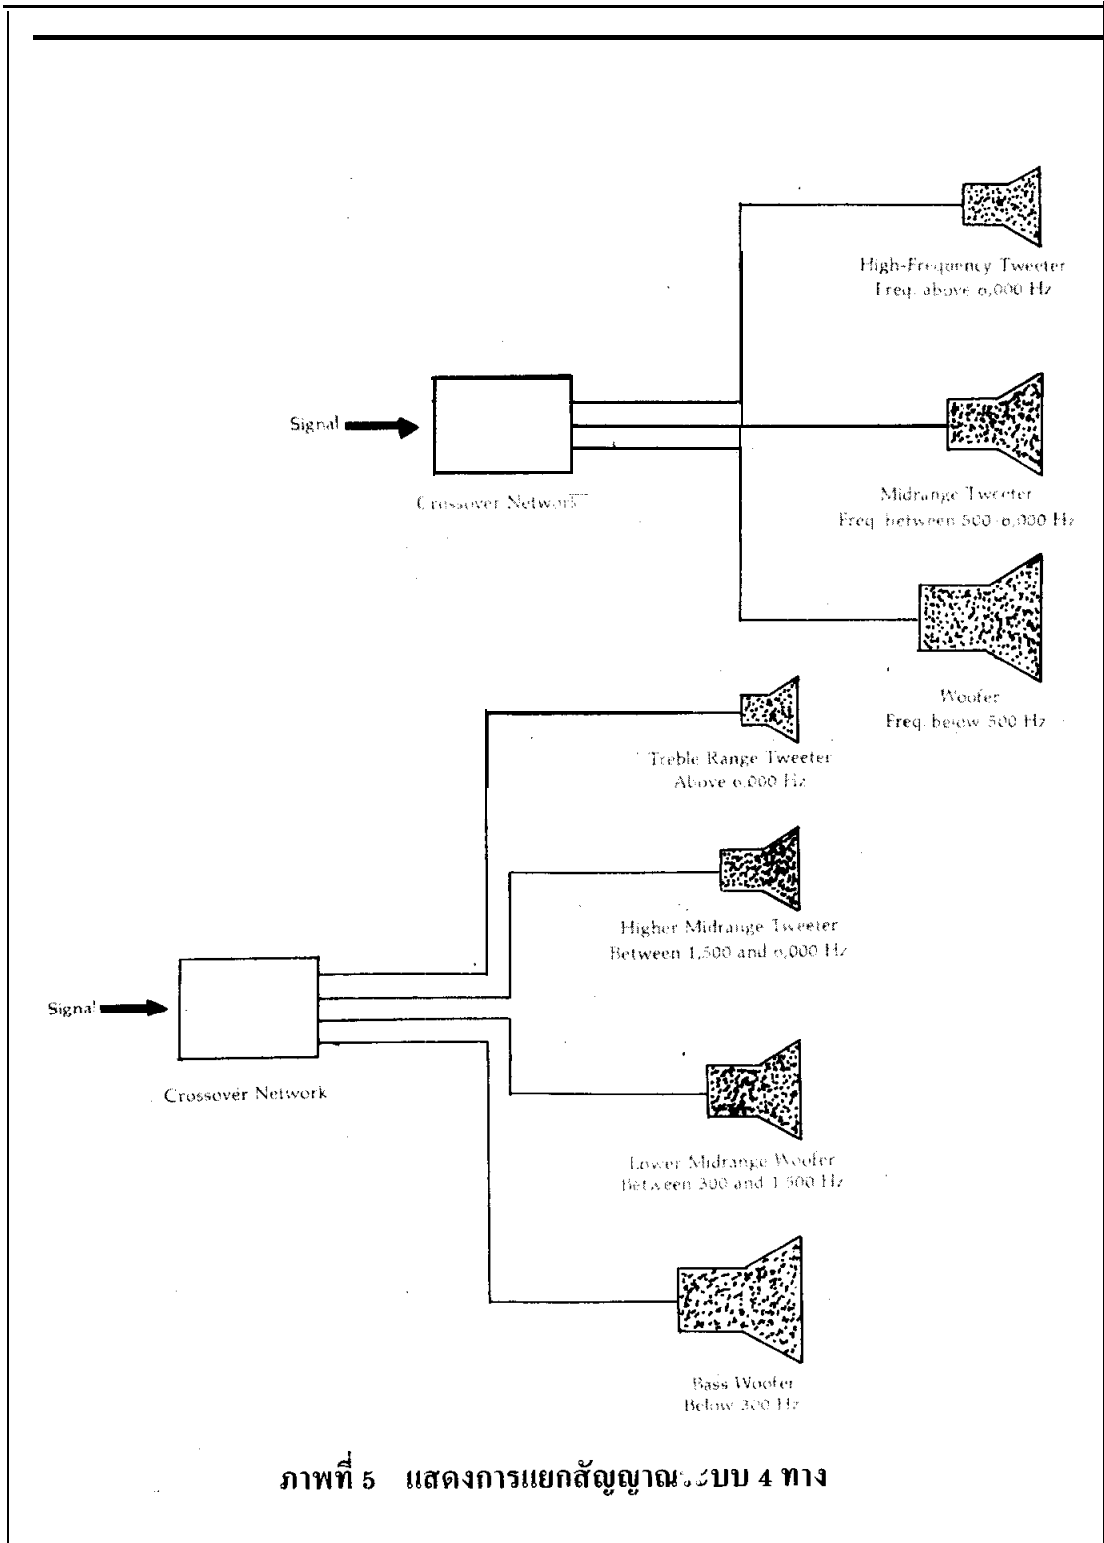 High-Frequency Tweeter
Freq. above 6,000 Hz
Signal
Crossover Network
Midrange Tweeter
Freq. between 500-6,000 Hz
Woofer
Freq. below 500 Hz
Treble Range Tweeter
Above 6,000 Hz
Higher Midrange Tweeter
Between 1,500 and 6,000 Hz
Signal
Crossover Network
Lower Midrange Woofer
Between 300 and 1,500 Hz
Bass Woofer
Below 300 Hz
ภาพที่ 5 แสดงการแยกสัญญาณระบบ 4 ทาง